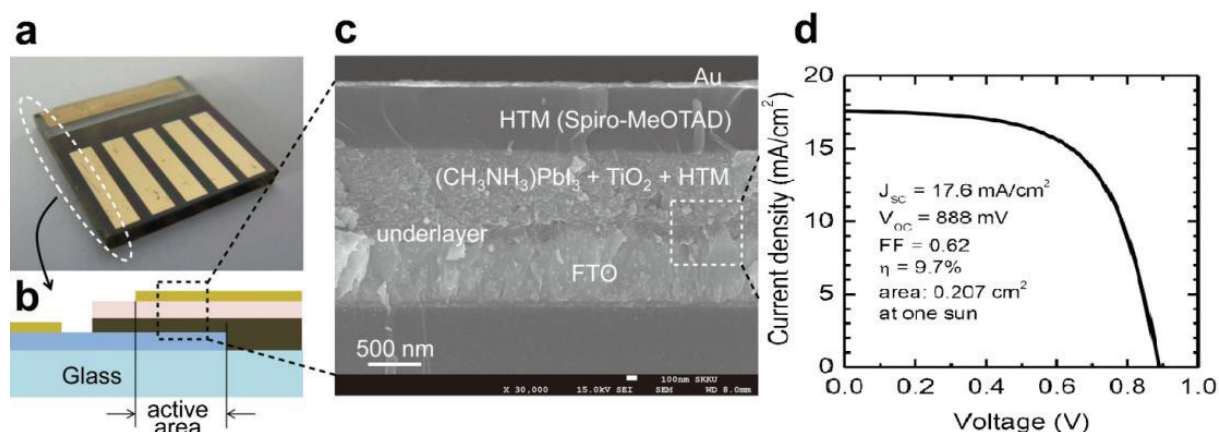 a
b
Glass
active
area
c
Au
HTM (Spiro-MeOTAD)
(CH₃NH₃)PbI₃ + TiO₂ + HTM
underlayer
FTO
500 nm
100nm SKKU
X 30,000 15.0kV SEI SEM WD 8.0mm
d
Current density (mA/cm²)
20
15
10
5
0
J_SC = 17.6 mA/cm²
V_OC = 888 mV
FF = 0.62
η = 9.7%
area: 0.207 cm²
at one sun
0.0 0.2 0.4 0.6 0.8 1.0
Voltage (V)